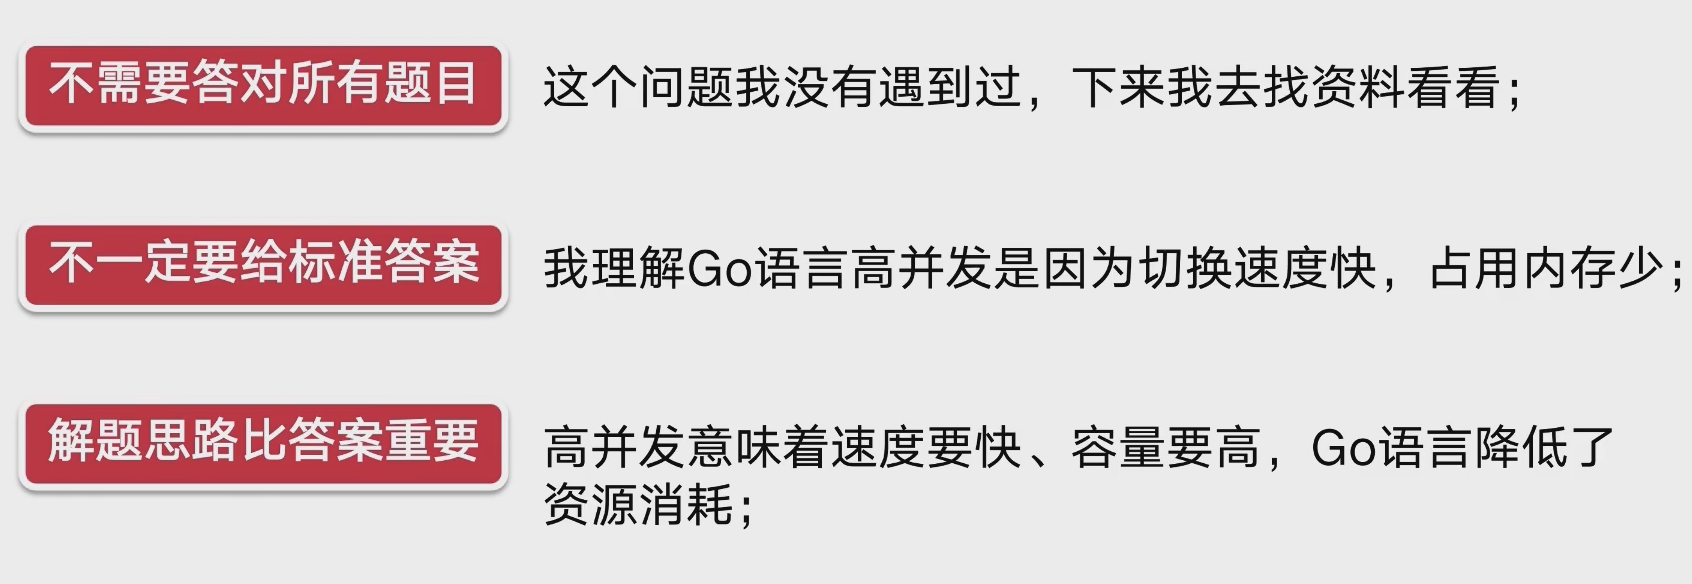 不需要答对所有题目
这个问题我没有遇到过，下来我去找资料看看；
不一定要给标准答案
我理解Go语言高并发是因为切换速度快，占用内存少；
解题思路比答案重要
高并发意味着速度要快、容量要高，Go语言降低了
资源消耗；